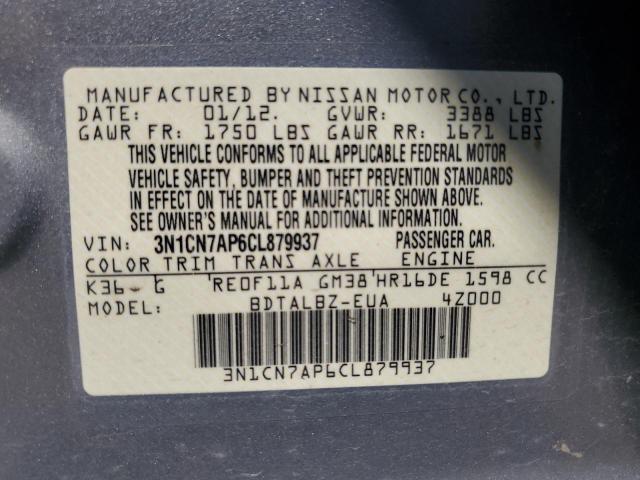 MANUFACTURED BY NISSAN MOTOR CO., LTD.
DATE: 01/12. GVWR: 3388 LBS
GAWR FR: 1750 LBS GAWR RR: 1671 LBS
THIS VEHICLE CONFORMS TO ALL APPLICABLE FEDERAL MOTOR
VEHICLE SAFETY, BUMPER AND THEFT PREVENTION STANDARDS
IN EFFECT ON THE DATE OF MANUFACTURE SHOWN ABOVE.
SEE OWNER'S MANUAL FOR ADDITIONAL INFORMATION.
VIN: 3N1CN7AP6CL879937 PASSENGER CAR.
COLOR TRIM TRANS AXLE ENGINE
K36 G RE0F11A GM38 HR16DE 1598 CC
MODEL: BDTALBZ-EUA 4Z000
3N1CN7AP6CL879937